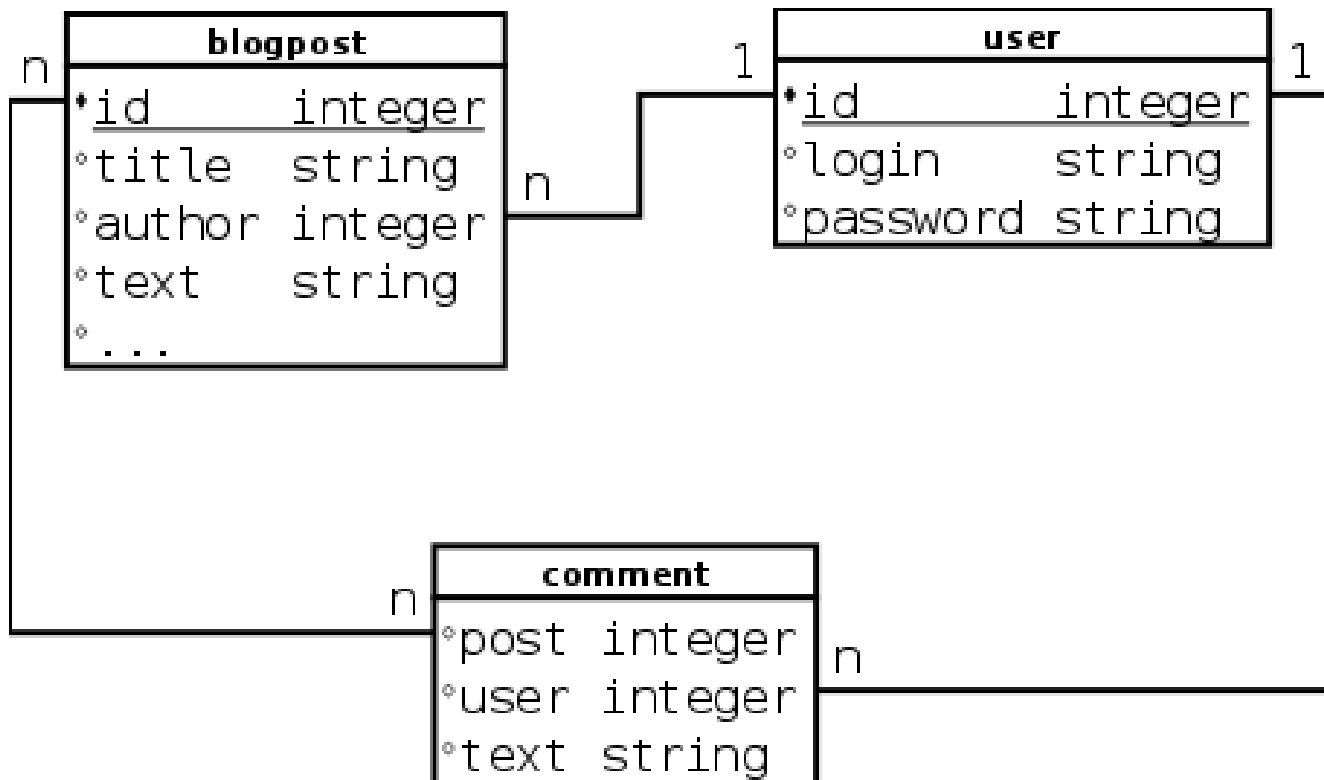 blogpost
n
id integer
title string
author integer
text string
...
n
1
user
1
id integer
login string
password string
comment
n
post integer
user integer
text string
n